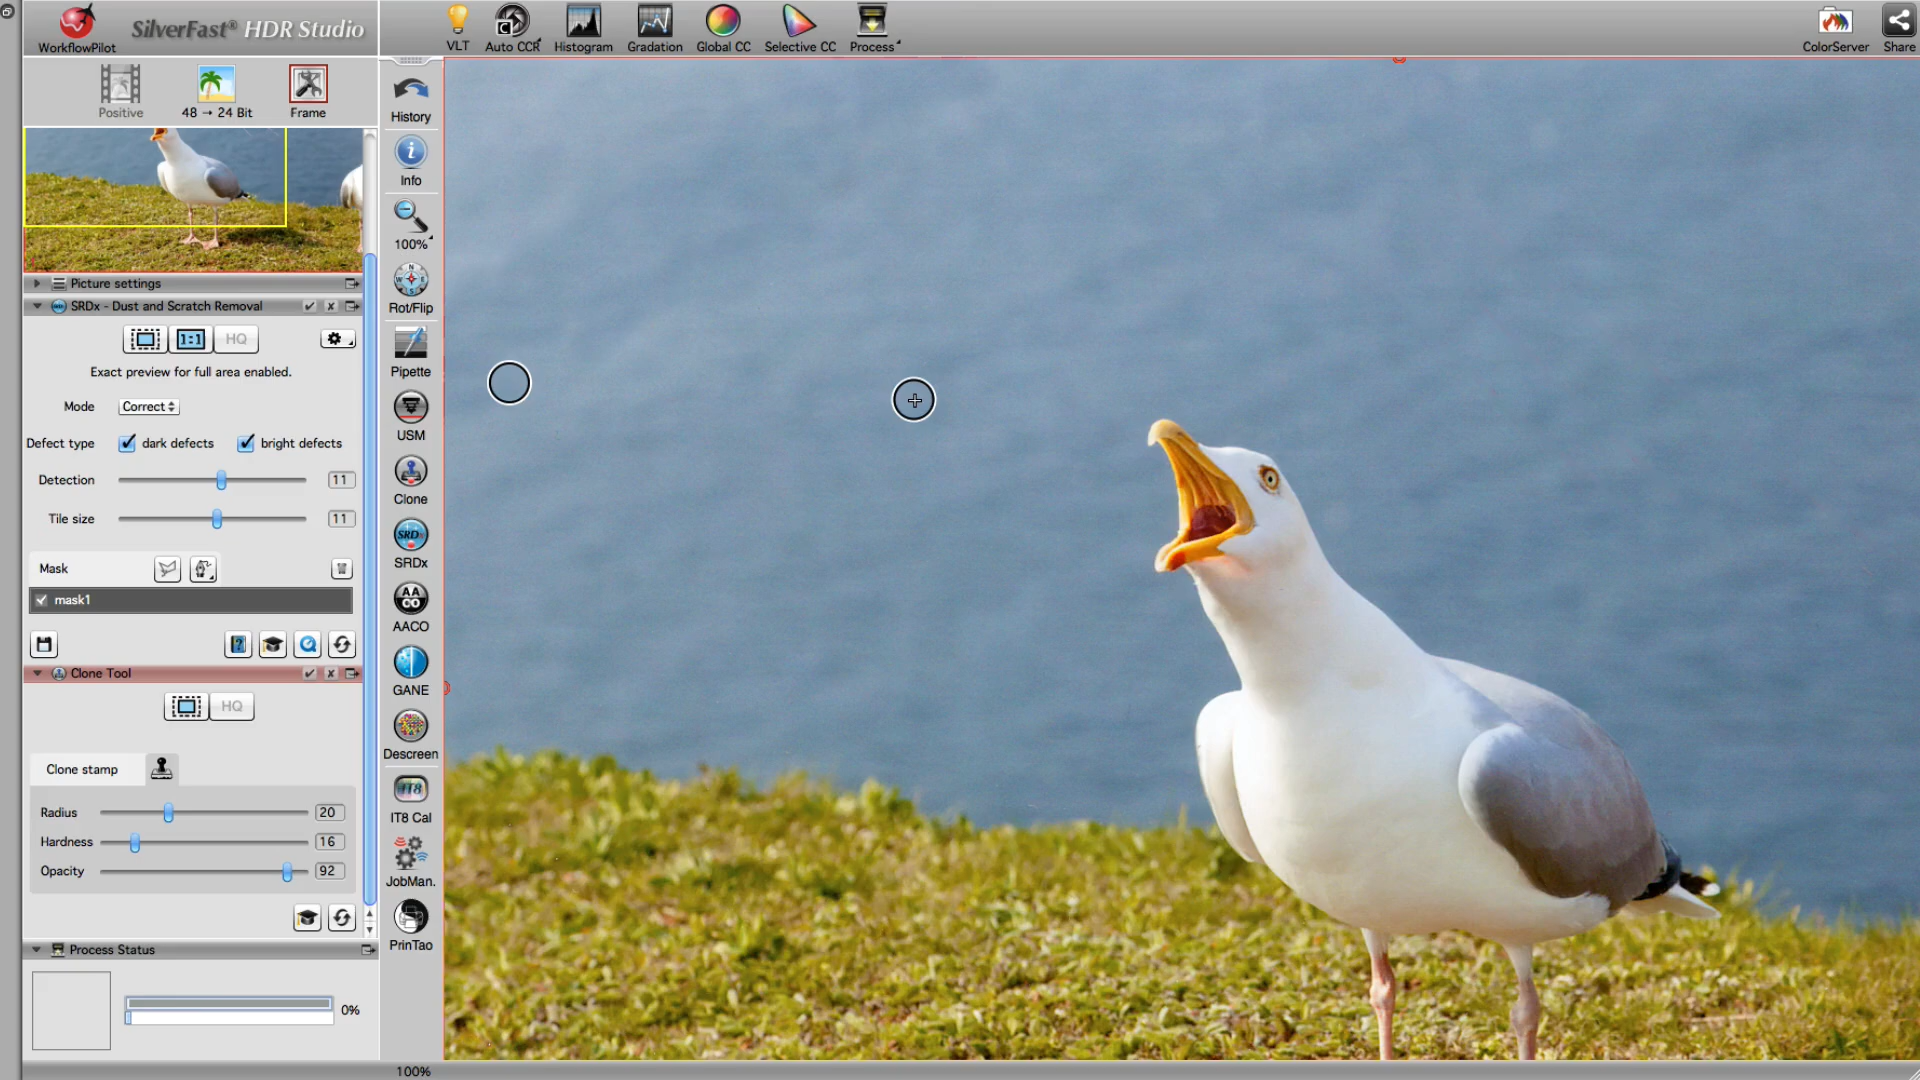 WorkflowPilot
SilverFast® HDR Studio
VLT
Auto CCR
Histogram
Gradation
Global CC
Selective CC
Process
ColorServer
Share
Positive
48 → 24 Bit
Frame
History
Info
100%
Rot/Flip
Pipette
USM
Clone
SRDx
SRDx
AACO
AACO
GANE
Descreen
IT8
IT8 Cal
JobMan.
PrinTao
Picture settings
SRDx - Dust and Scratch Removal
1:1
HQ
Exact preview for full area enabled.
Mode
Correct
Defect type
dark defects
bright defects
Detection
11
Tile size
11
Mask
mask1
Clone Tool
HQ
Clone stamp
Radius
20
Hardness
16
Opacity
92
Process Status
0%
100%